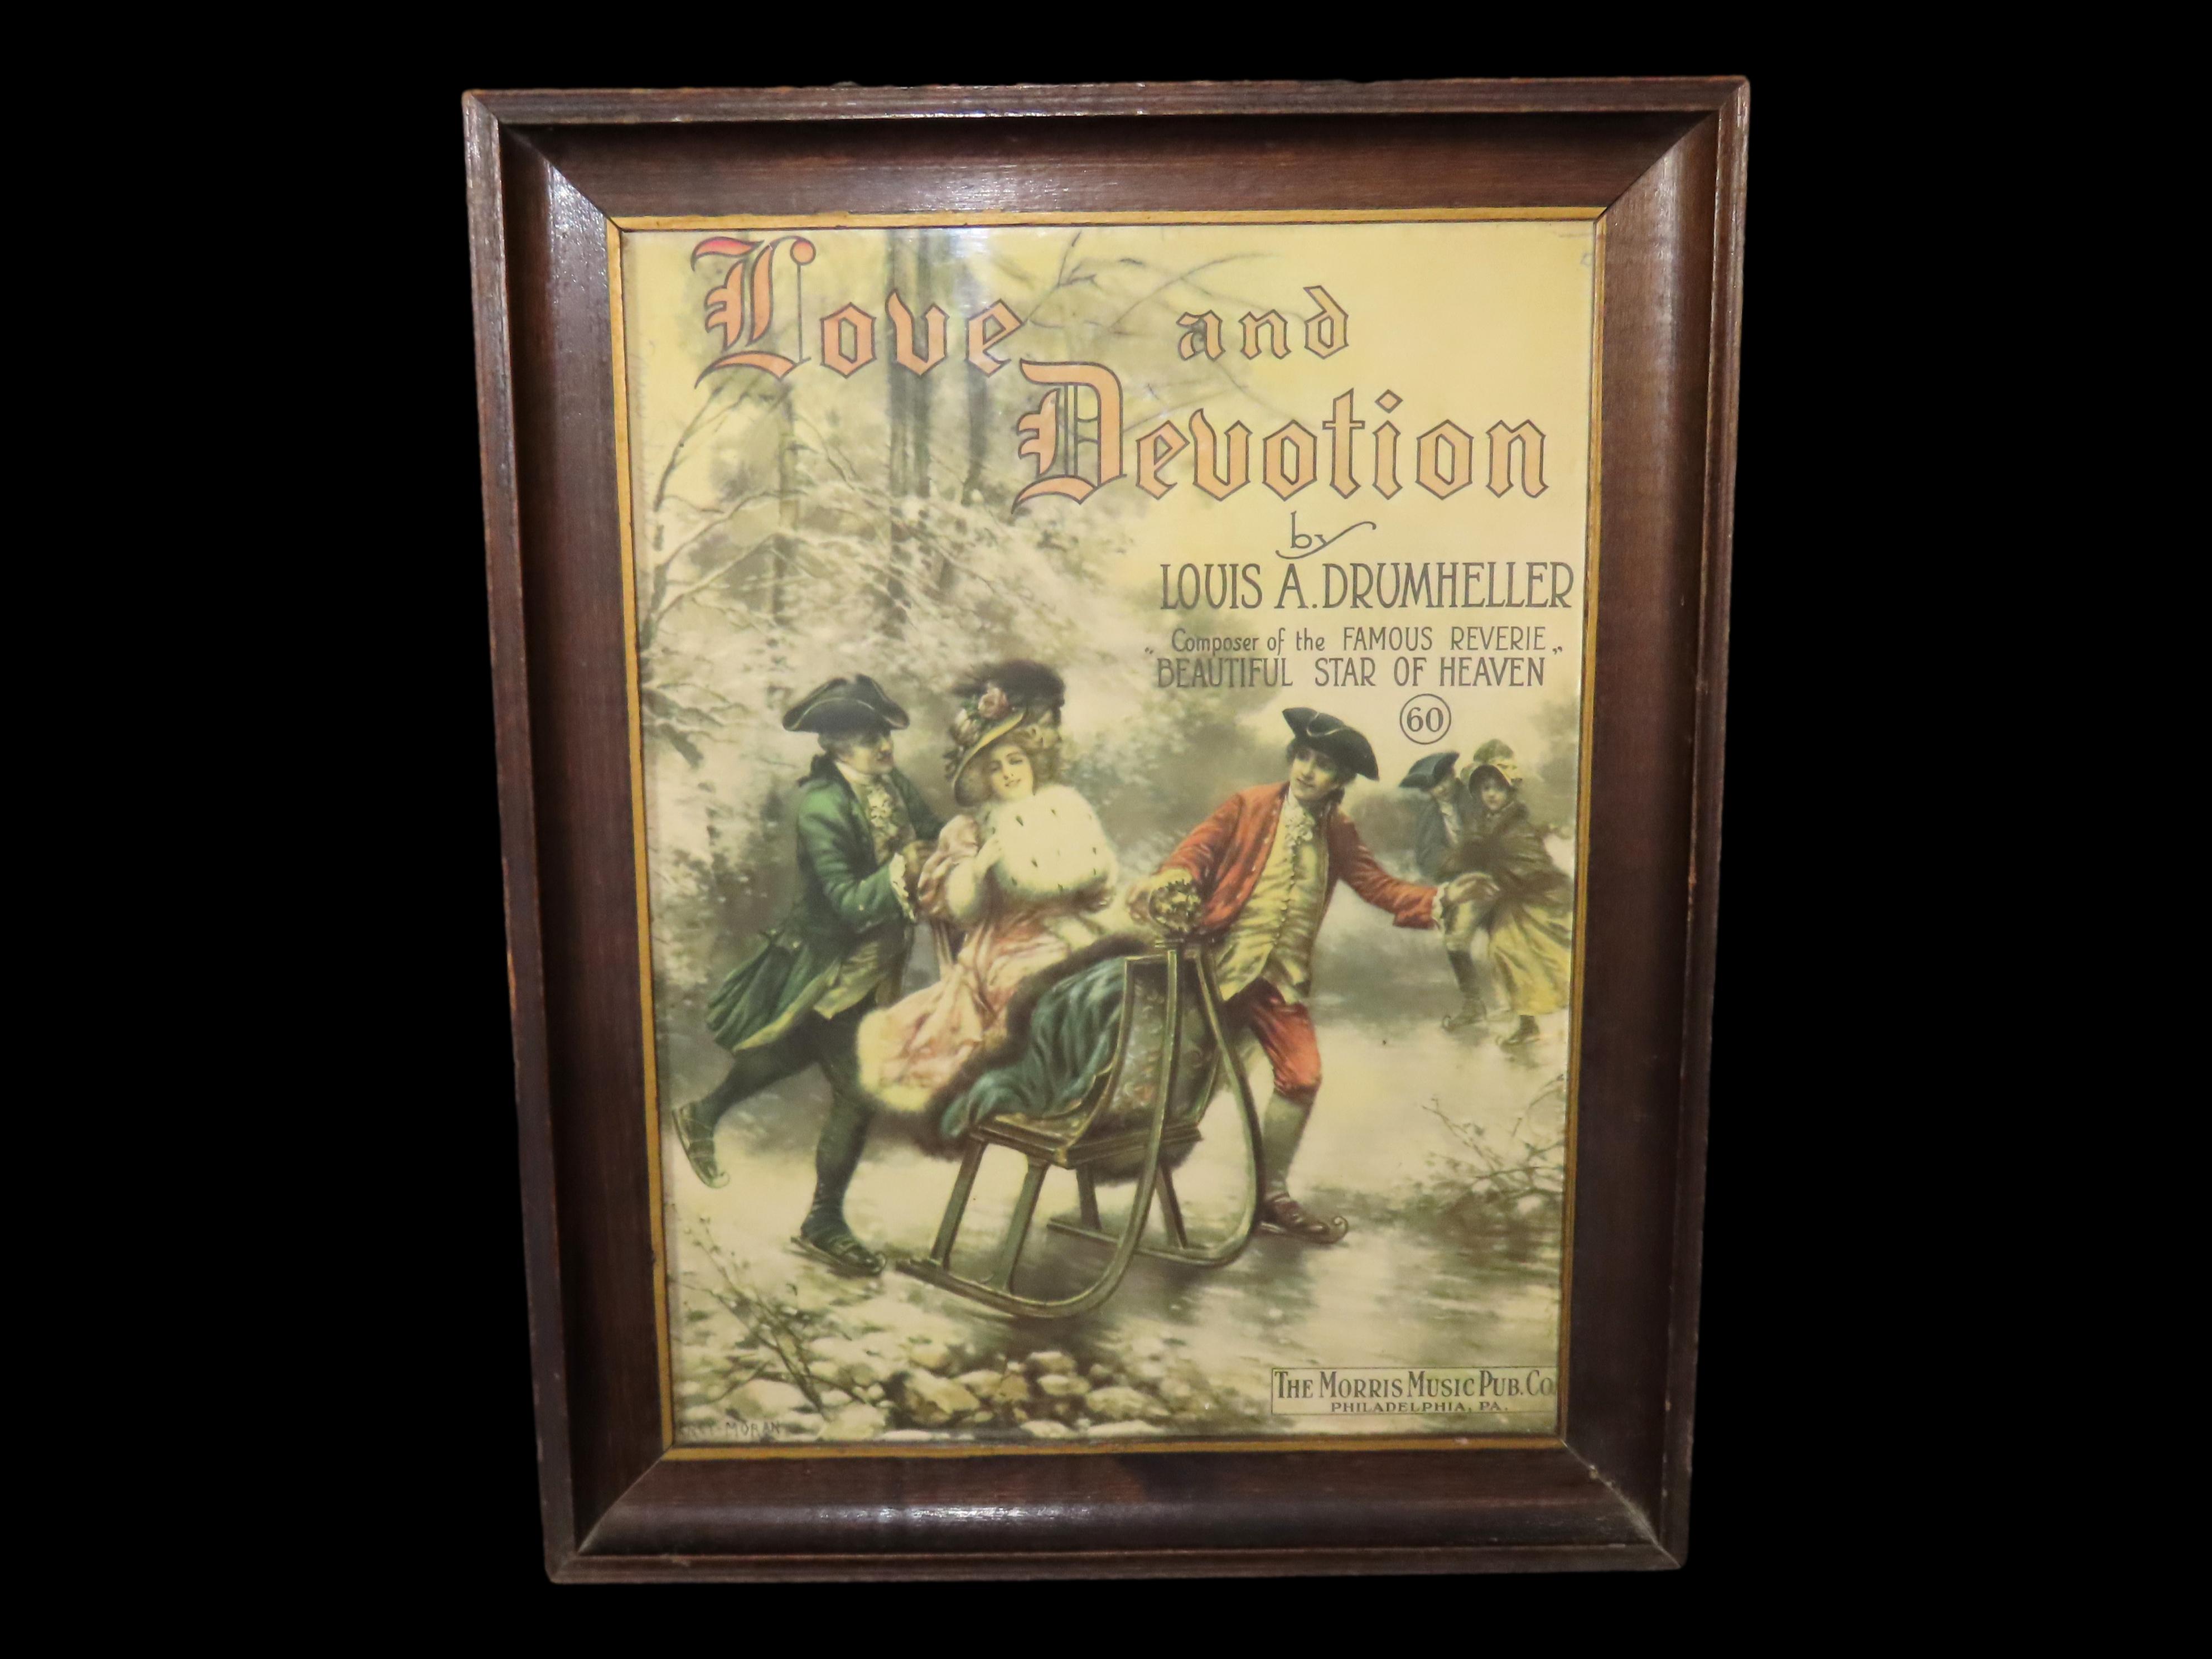 Love and
Devotion
by
LOUIS A. DRUMHELLER
Composer of the FAMOUS REVERIE
„BEAUTIFUL STAR OF HEAVEN„
60
THE MORRIS MUSIC PUB. CO.
PHILADELPHIA, PA.
MORAN